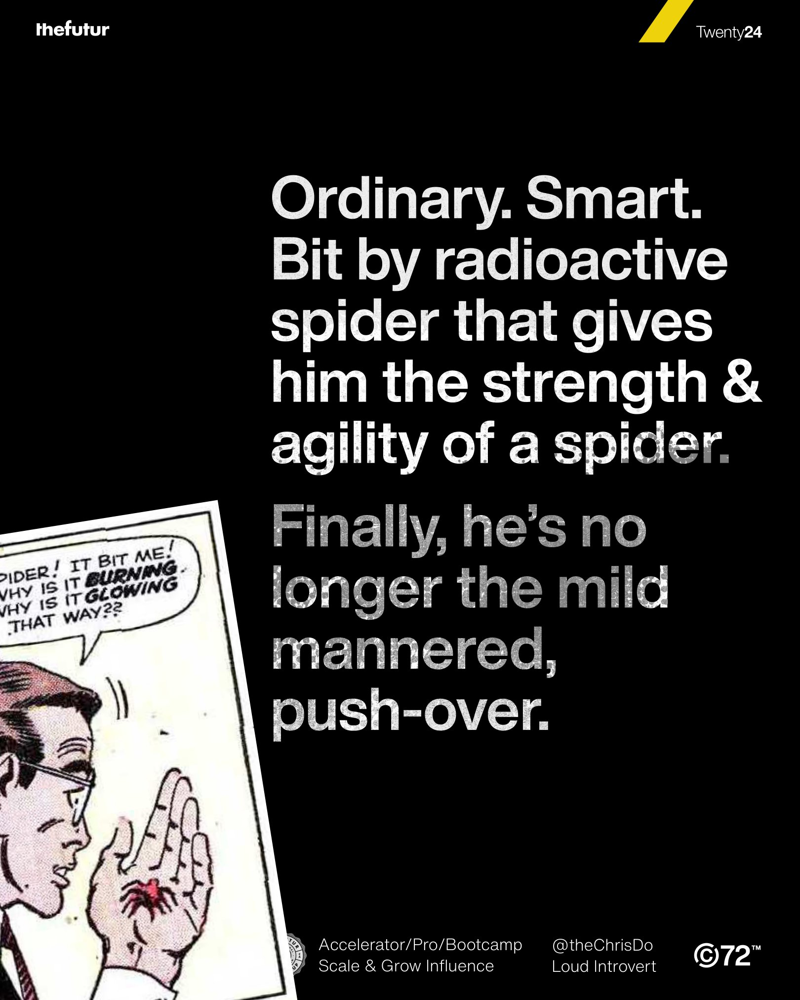 thefutur
Twenty24
Ordinary. Smart.
Bit by radioactive
spider that gives
him the strength &
agility of a spider.
Finally, he’s no
longer the mild
mannered,
push-over.
PIDER! IT BIT ME!
WHY IS IT BURNING
WHY IS IT GLOWING
THAT WAY??
Accelerator/Pro/Bootcamp
Scale & Grow Influence
@theChrisDo
Loud Introvert
©72™